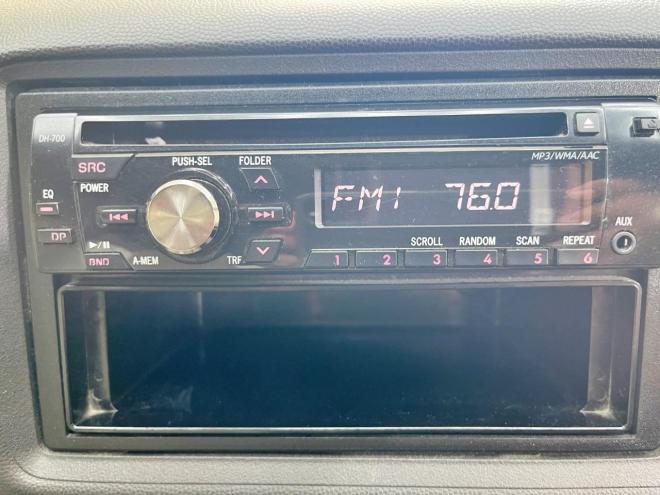 DH-700
SRC
PUSH-SEL
FOLDER
MP3/WMA/AAC
EQ
POWER
FM1 76.0
AUX
DP
SCROLL RANDOM SCAN REPEAT
BND
A-MEM
TRF
1 2 3 4 5 6